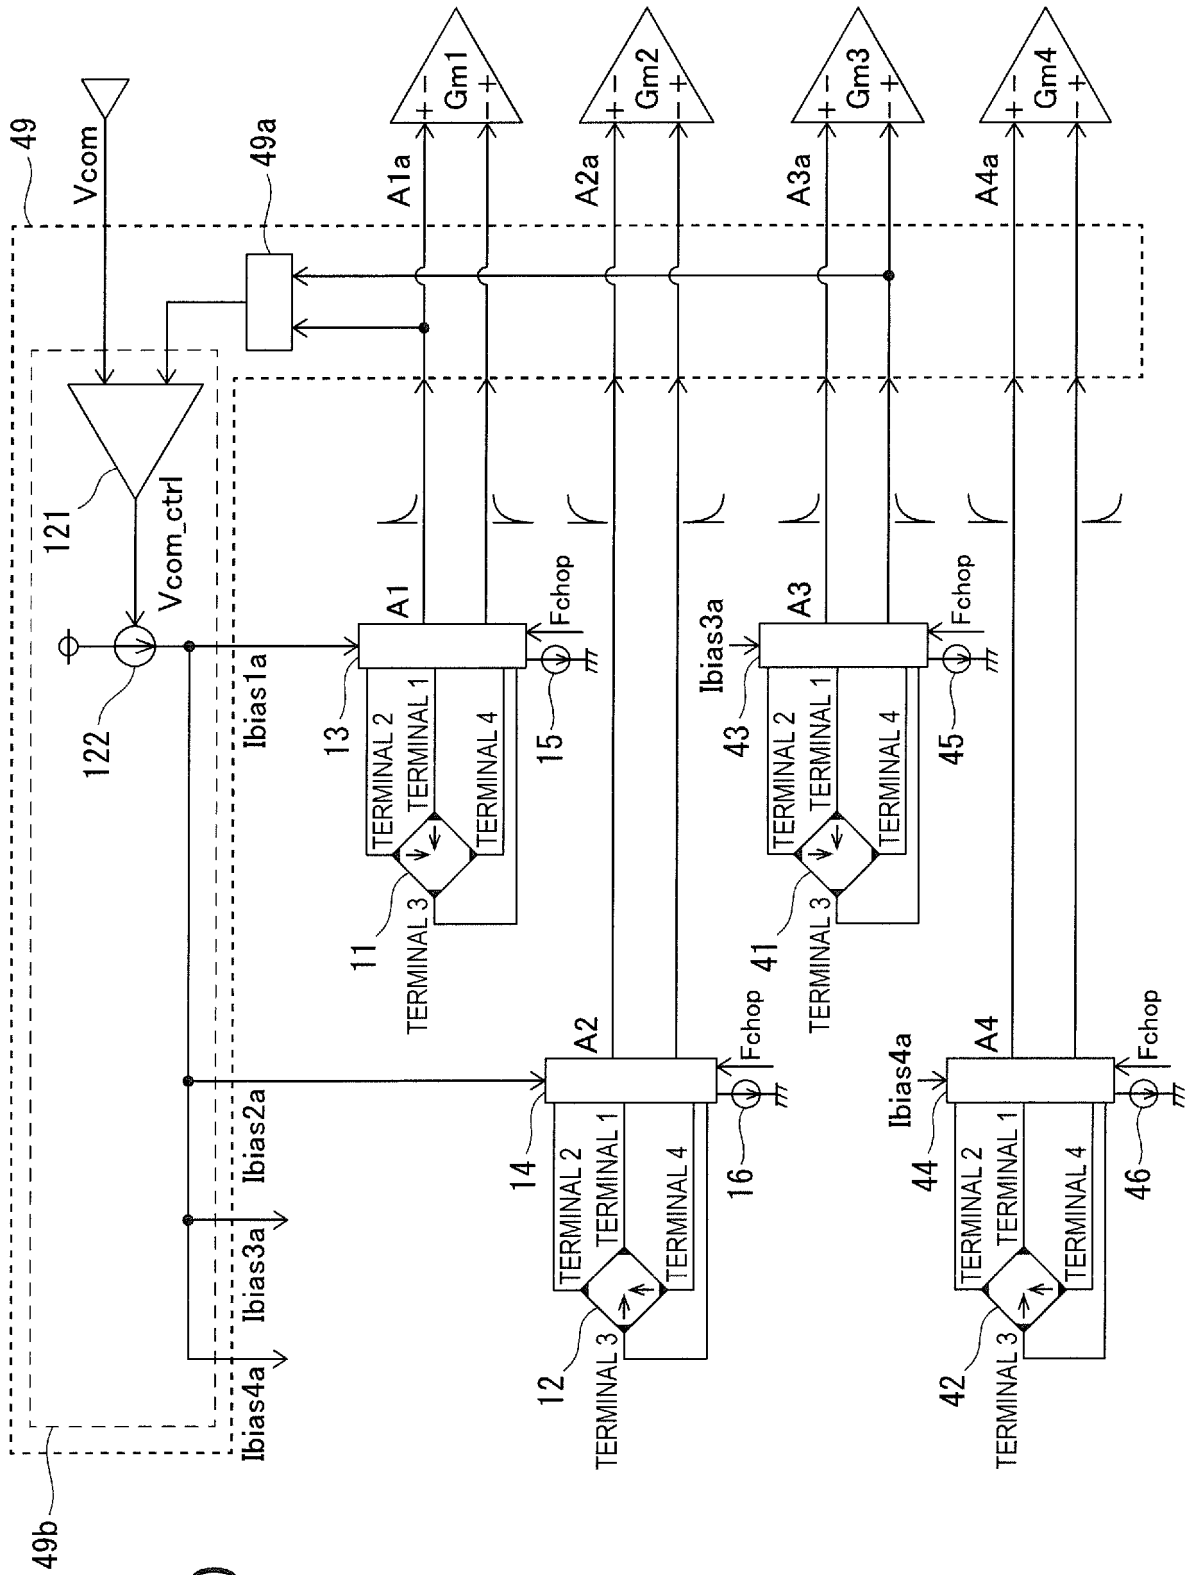 49
Vcom
49a
A1a
Gm1
+ -
- +
A2a
Gm2
+ -
- +
A3a
Gm3
+ -
- +
A4a
Gm4
+ -
- +
121
Vcom_ctrl
122
Ibias1a
Ibias2a
Ibias3a
Ibias4a
49b
13
A1
Fchop
15
TERMINAL 2
TERMINAL 1
TERMINAL 4
TERMINAL 3
11
14
A2
Fchop
16
TERMINAL 2
TERMINAL 1
TERMINAL 4
TERMINAL 3
12
Ibias3a
43
A3
Fchop
45
TERMINAL 2
TERMINAL 1
TERMINAL 4
TERMINAL 3
41
Ibias4a
44
A4
Fchop
46
TERMINAL 2
TERMINAL 1
TERMINAL 4
TERMINAL 3
42